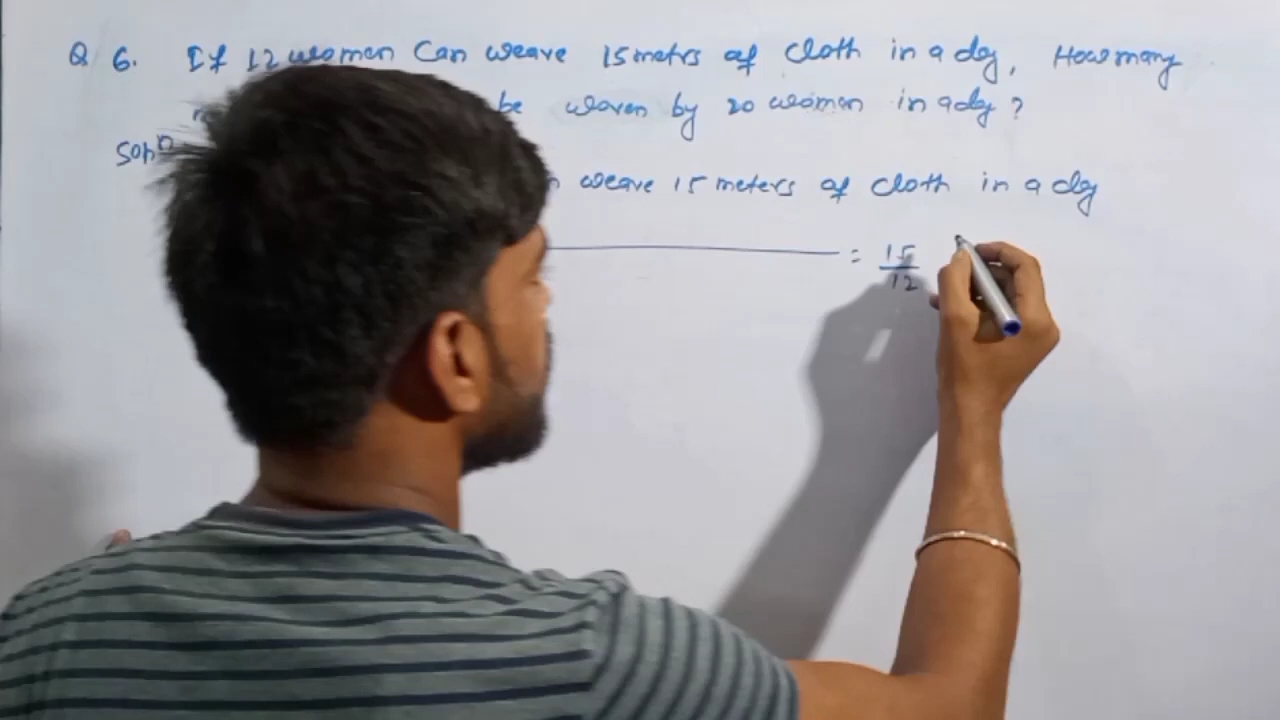 Q 6. If 12 women Can weave 15 metrs of cloth in a day, How many
be woven by 20 women in a day?
Solⁿ
weave 15 meters of cloth in a day
= 15/12